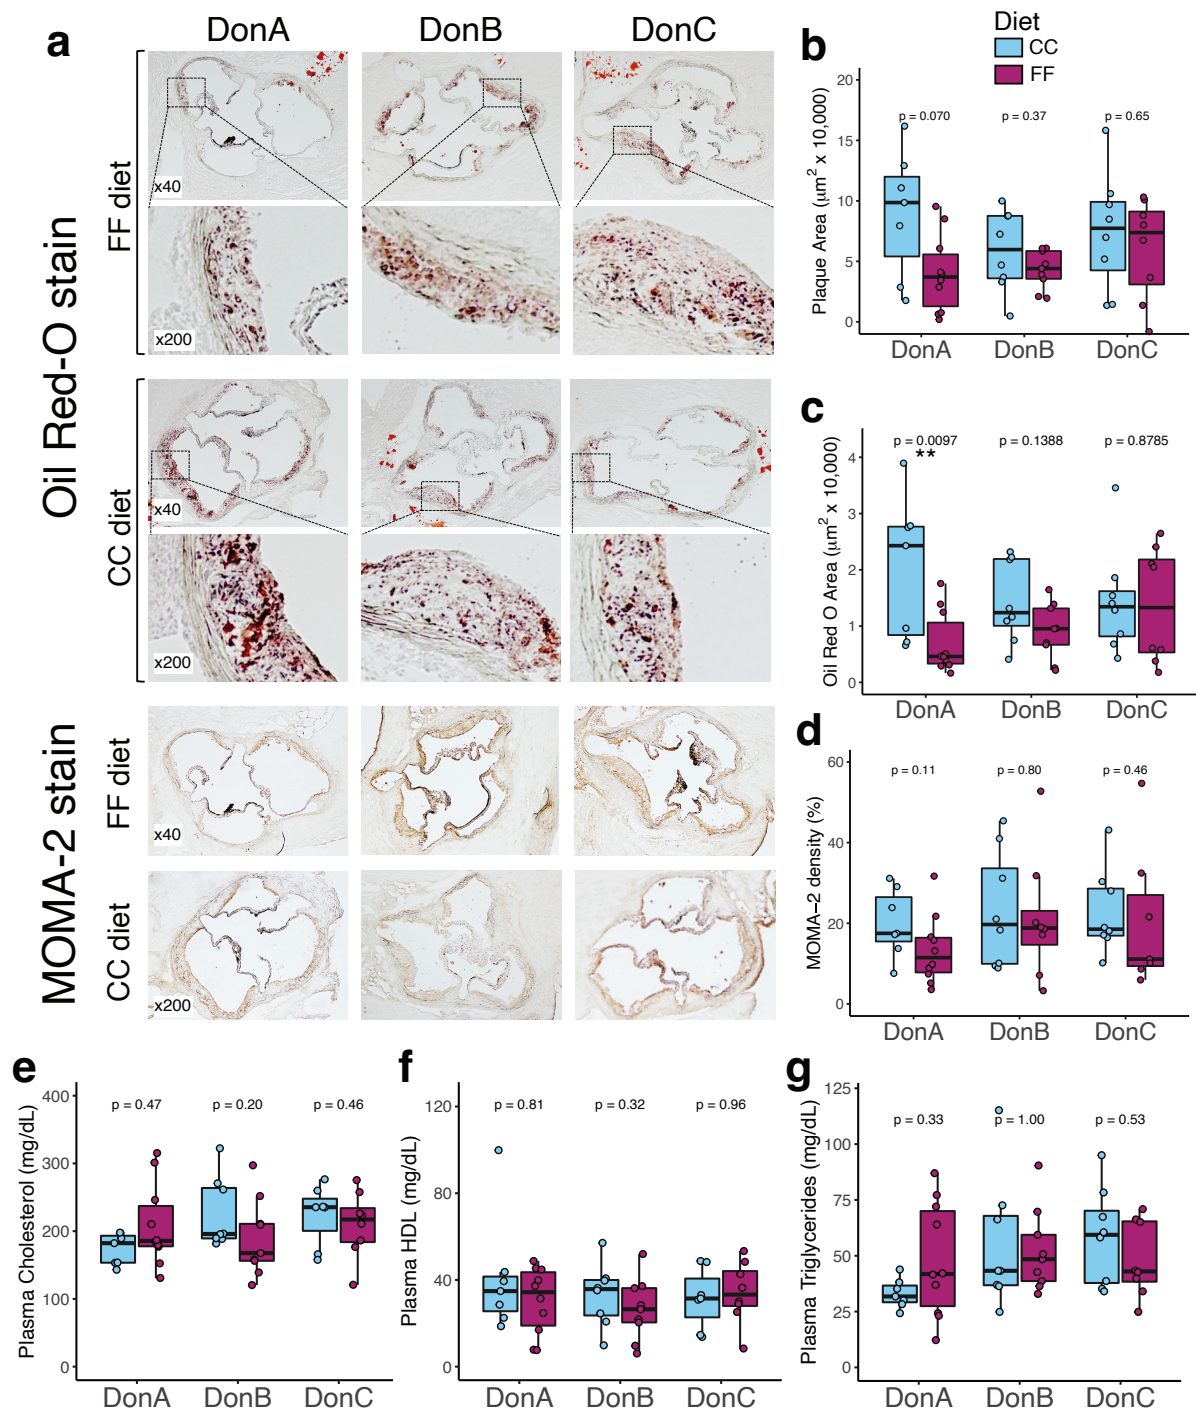 a
DonA
DonB
DonC
Oil Red-O stain
FF diet
x40
x200
CC diet
x40
x200
MOMA-2 stain
FF diet
x40
CC diet
x200
Diet
CC
FF
b
Plaque Area (μm² x 10,000)
20
15
10
5
0
p = 0.070
p = 0.37
p = 0.65
DonA
DonB
DonC
c
Oil Red O Area (μm² x 10,000)
4
3
2
1
0
p = 0.0097
p = 0.1388
p = 0.8785
**
DonA
DonB
DonC
d
MOMA−2 density (%)
60
40
20
0
p = 0.11
p = 0.80
p = 0.46
DonA
DonB
DonC
e
Plasma Cholesterol (mg/dL)
400
300
200
100
0
p = 0.47
p = 0.20
p = 0.46
DonA
DonB
DonC
f
Plasma HDL (mg/dL)
120
80
40
0
p = 0.81
p = 0.32
p = 0.96
DonA
DonB
DonC
g
Plasma Triglycerides (mg/dL)
125
100
75
50
25
0
p = 0.33
p = 1.00
p = 0.53
DonA
DonB
DonC